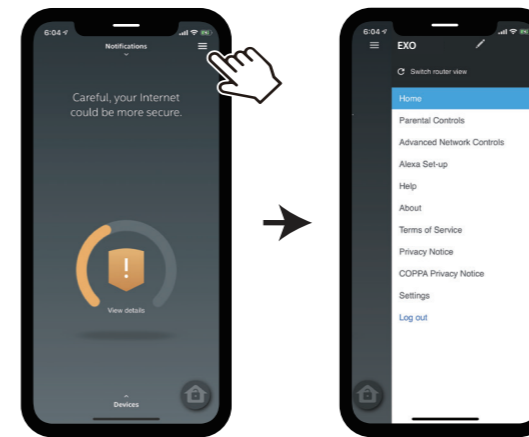 6:04
Notifications
Careful, your Internet
could be more secure.
!
View details
Devices
6:04
EXO
Switch router view
Home
Parental Controls
Advanced Network Controls
Alexa Set-up
Help
About
Terms of Service
Privacy Notice
COPPA Privacy Notice
Settings
Log out